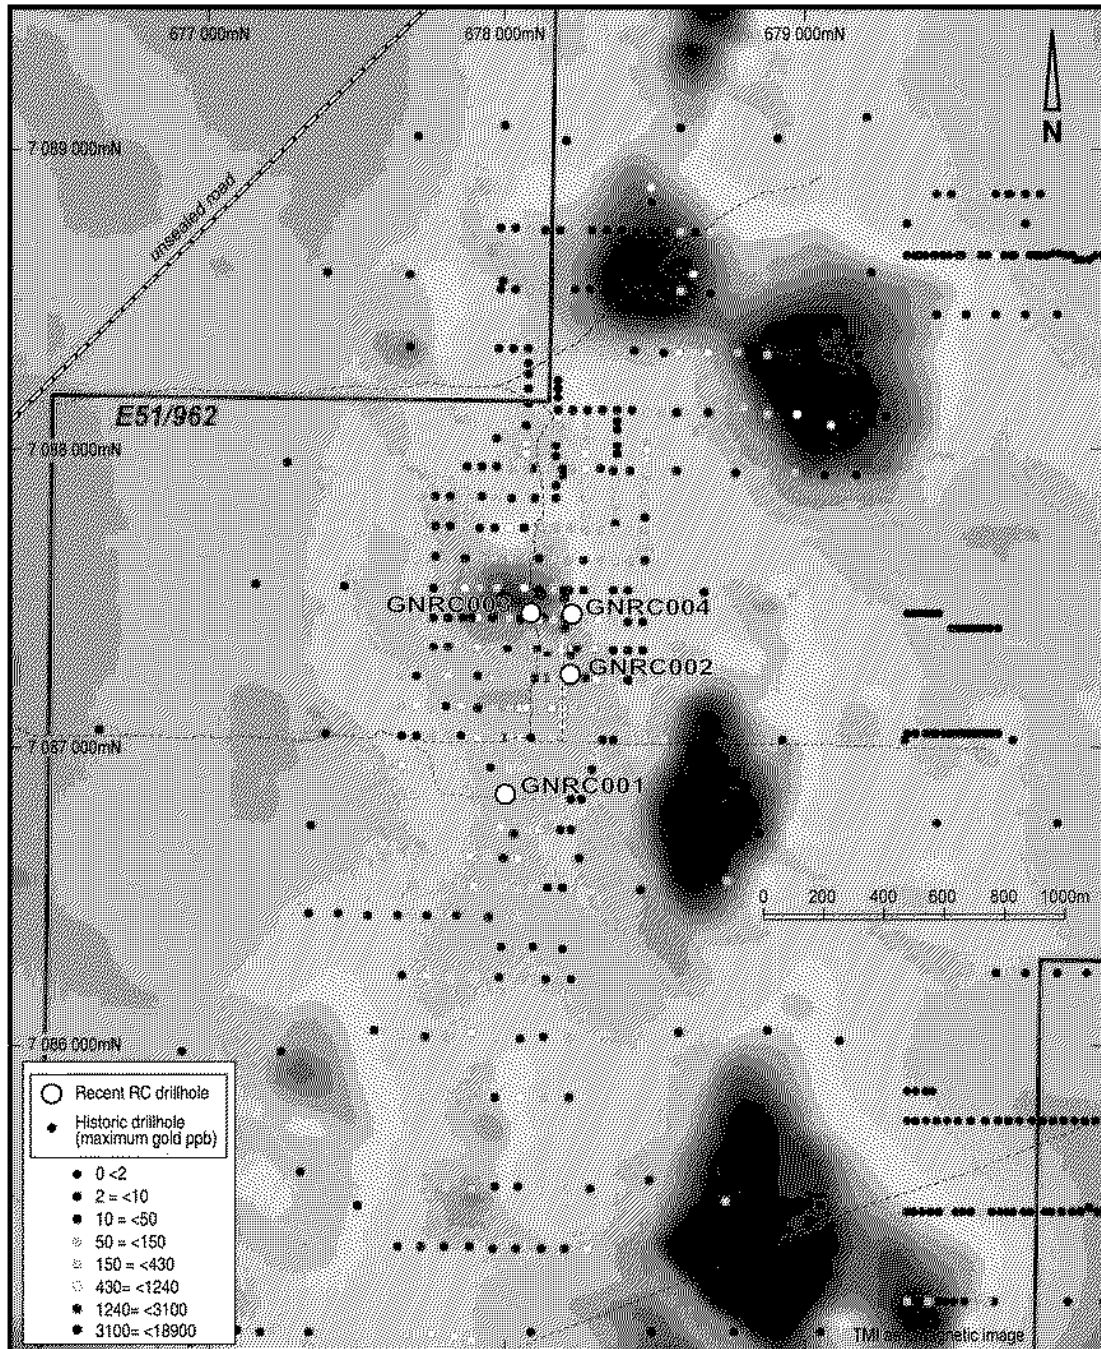 677 000mN
678 000mN
679 000mN
N
7 089 000mN
unsealed road
E51/962
7 088 000mN
GNRC003
GNRC004
GNRC002
7 087 000mN
GNRC001
0 200 400 600 800 1000m
7 086 000mN
Recent RC drillhole
Historic drillhole
(maximum gold ppb)
0 <2
2 = <10
10 = <50
50 = <150
150 = <430
430= <1240
1240= <3100
3100= <18900
TMI aeromagnetic image